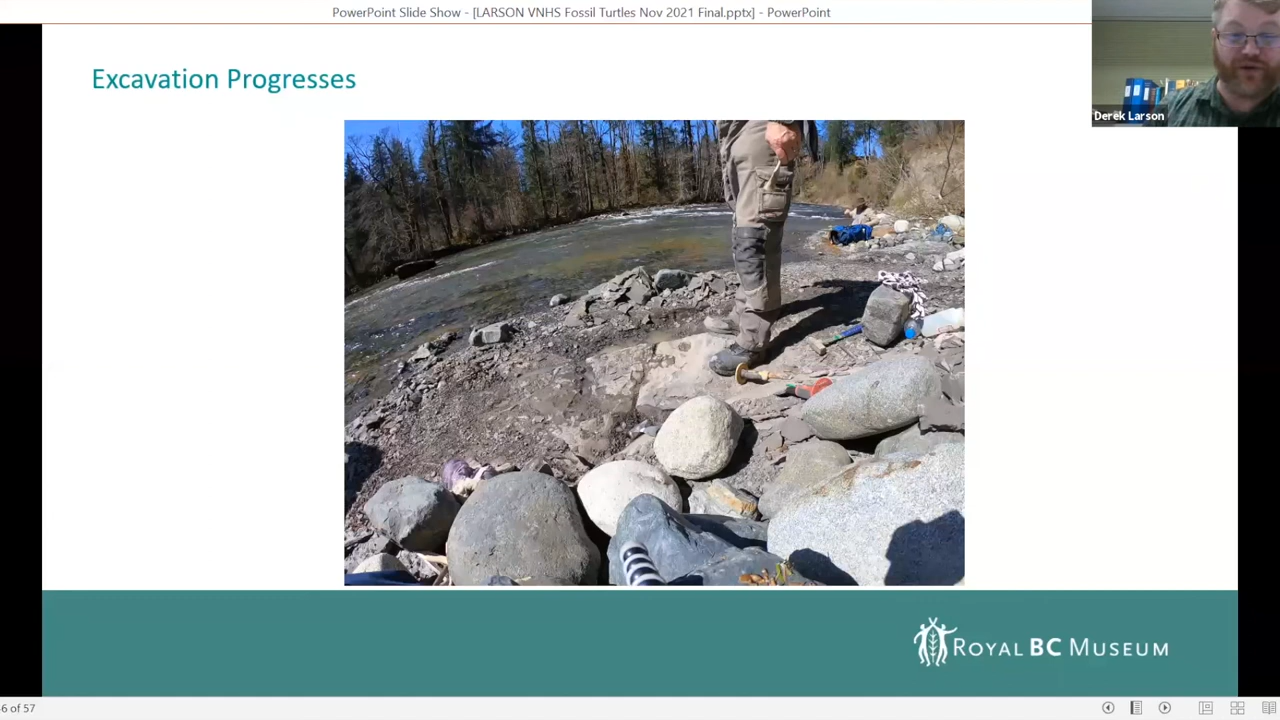 PowerPoint Slide Show - [LARSON VNHS Fossil Turtles Nov 2021 Final.pptx] - PowerPoint
Excavation Progresses
Derek Larson
ROYAL BC MUSEUM
6 of 57